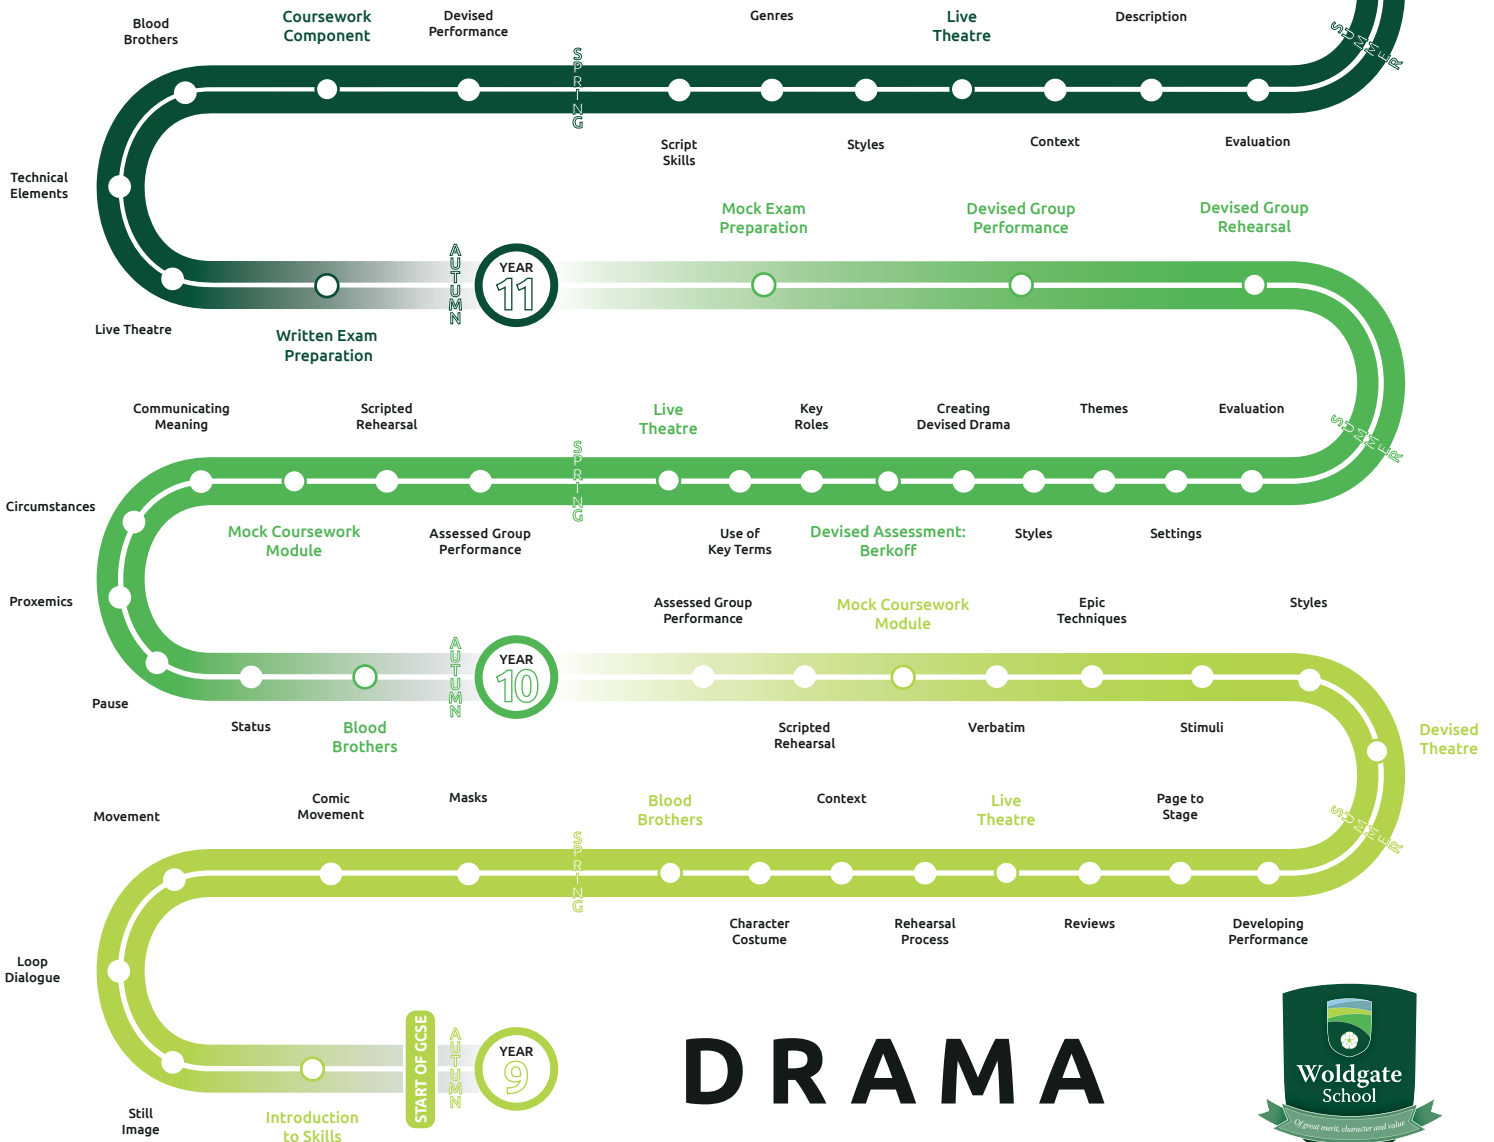 Blood
Brothers
Coursework
Component
Devised
Performance
Genres
Live
Theatre
Description
SUMMER
SPRING
Script
Skills
Styles
Context
Evaluation
Technical
Elements
Mock Exam
Preparation
Devised Group
Performance
Devised Group
Rehearsal
AUTUMN
YEAR
11
Live Theatre
Written Exam
Preparation
Communicating
Meaning
Scripted
Rehearsal
Live
Theatre
Key
Roles
Creating
Devised Drama
Themes
Evaluation
SUMMER
SPRING
Circumstances
Mock Coursework
Module
Assessed Group
Performance
Use of
Key Terms
Devised Assessment:
Berkoff
Styles
Settings
Proxemics
Assessed Group
Performance
Mock Coursework
Module
Epic
Techniques
Styles
AUTUMN
YEAR
10
Pause
Status
Blood
Brothers
Scripted
Rehearsal
Verbatim
Stimuli
Devised
Theatre
Movement
Comic
Movement
Masks
Blood
Brothers
Context
Live
Theatre
Page to
Stage
SUMMER
SPRING
Character
Costume
Rehearsal
Process
Reviews
Developing
Performance
Loop
Dialogue
START OF GCSE
AUTUMN
YEAR
9
Still
Image
Introduction
to Skills
DRAMA
Woldgate
School
Of great merit, character and value